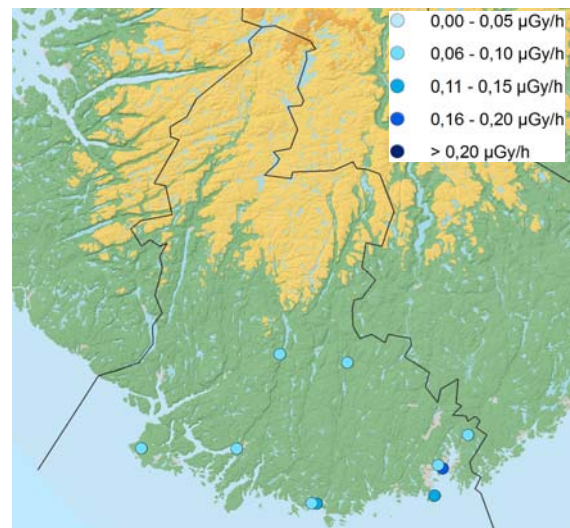 0,00 - 0,05 µGy/h
0,06 - 0,10 µGy/h
0,11 - 0,15 µGy/h
0,16 - 0,20 µGy/h
> 0,20 µGy/h